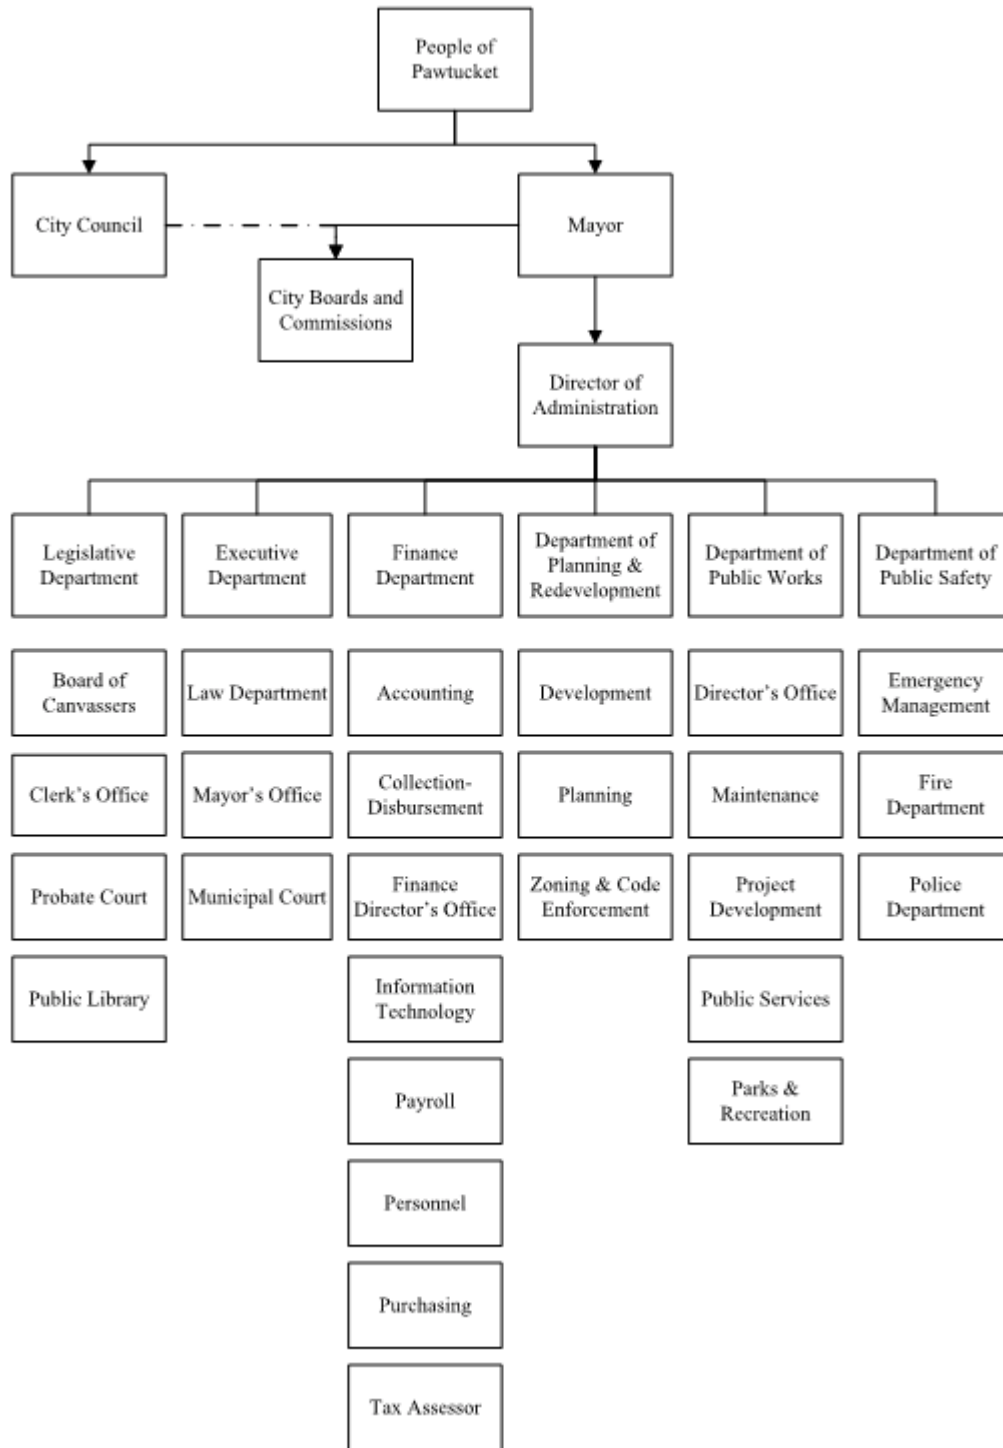 People of
Pawtucket
City Council
Mayor
City Boards and
Commissions
Director of
Administration
Legislative
Department
Executive
Department
Finance
Department
Department of
Planning &
Redevelopment
Department of
Public Works
Department of
Public Safety
Board of
Canvassers
Law Department
Accounting
Development
Director's Office
Emergency
Management
Clerk's Office
Mayor's Office
Collection-
Disbursement
Planning
Maintenance
Fire
Department
Probate Court
Municipal Court
Finance
Director's Office
Zoning & Code
Enforcement
Project
Development
Police
Department
Public Library
Information
Technology
Public Services
Payroll
Parks &
Recreation
Personnel
Purchasing
Tax Assessor